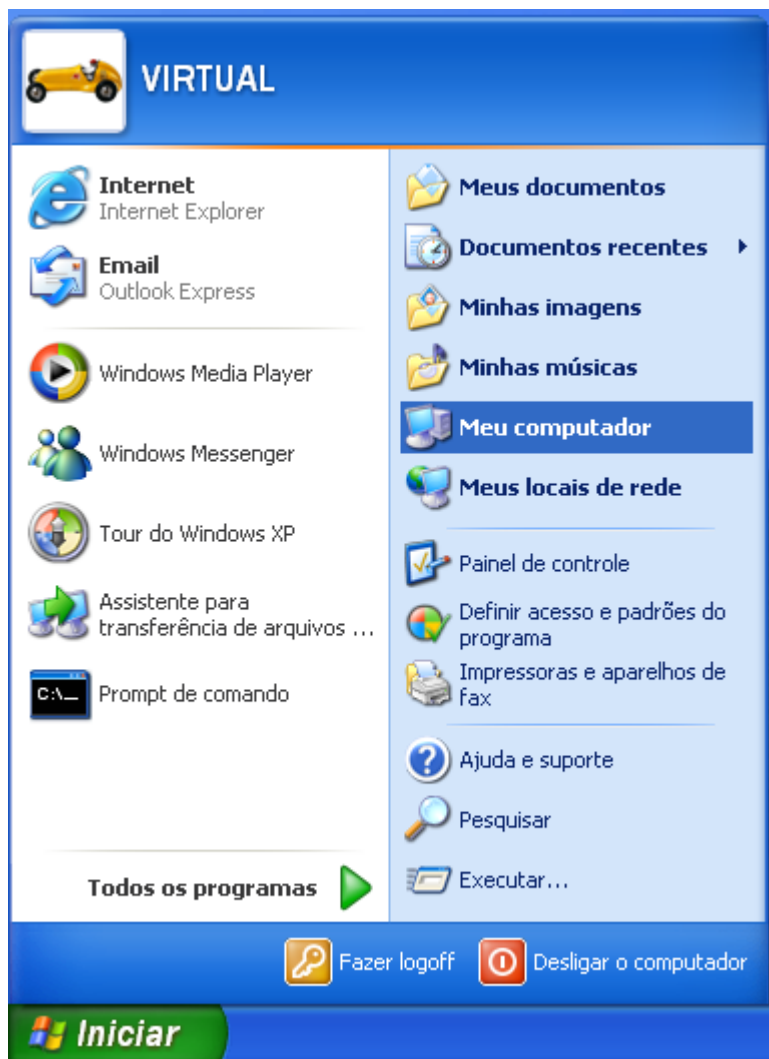 VIRTUAL
Internet
Internet Explorer
Email
Outlook Express
Windows Media Player
Windows Messenger
Tour do Windows XP
Assistente para
transferência de arquivos ...
C:\_
Prompt de comando
Todos os programas
Meus documentos
Documentos recentes
Minhas imagens
Minhas músicas
Meu computador
Meus locais de rede
Painel de controle
Definir acesso e padrões do
programa
Impressoras e aparelhos de
fax
Ajuda e suporte
Pesquisar
Executar...
Fazer logoff
Desligar o computador
Iniciar